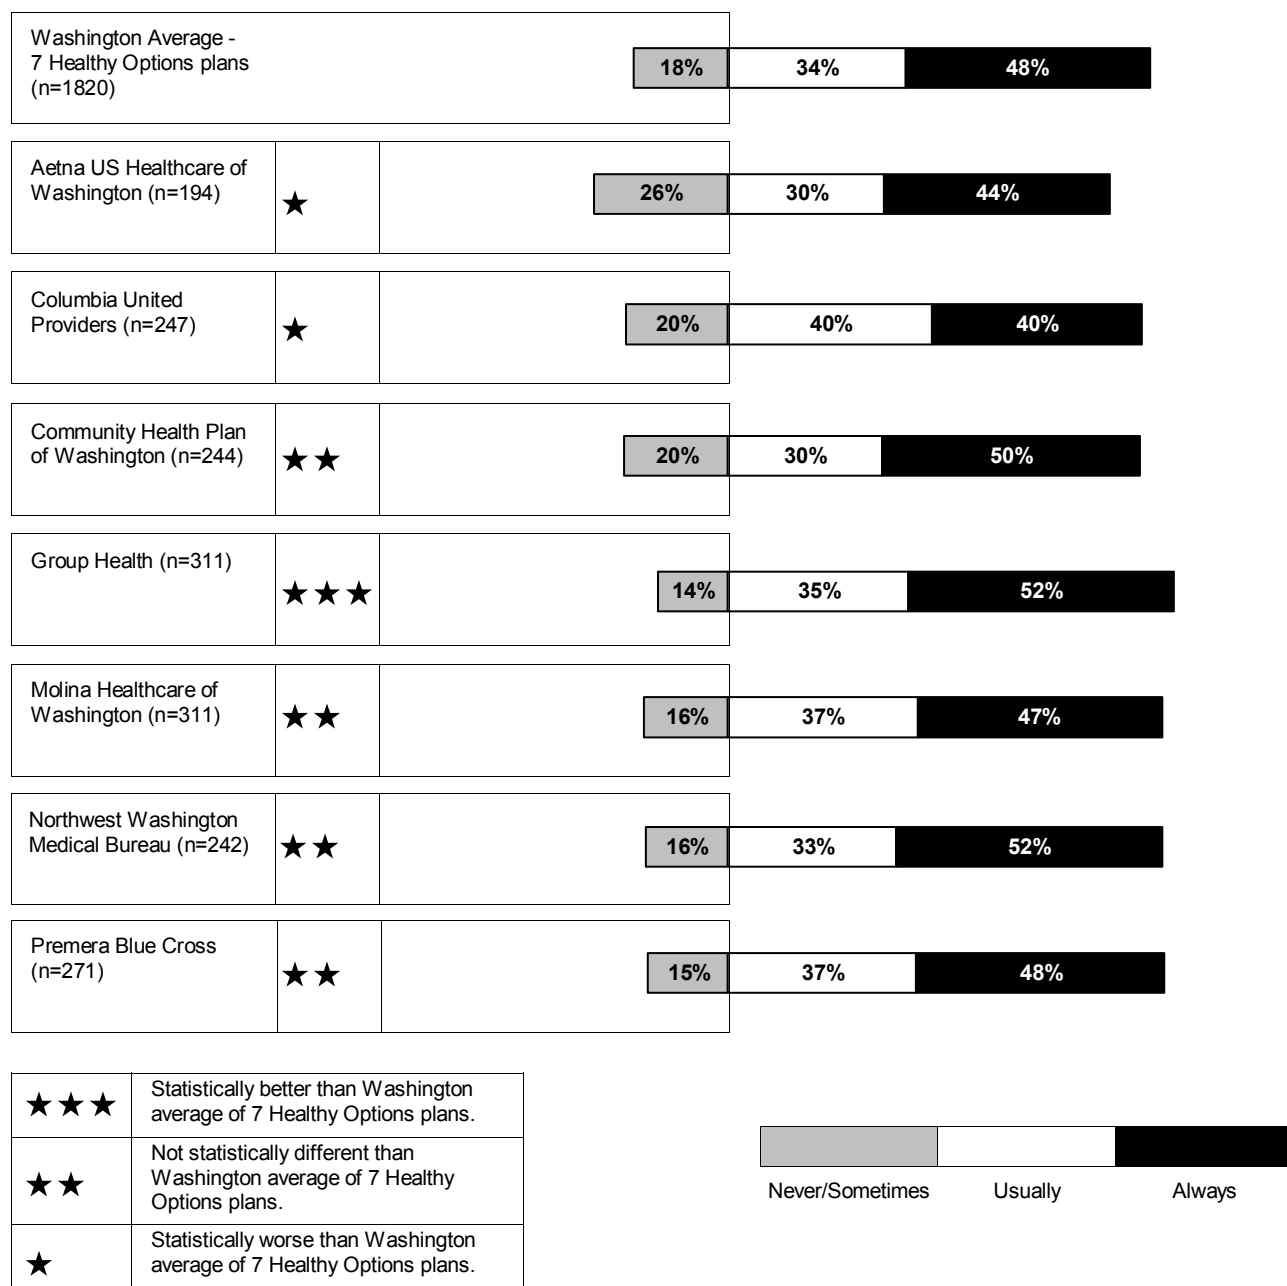 Washington Average -
7 Healthy Options plans
(n=1820)
18% 34% 48%
Aetna US Healthcare of
Washington (n=194)
★
26% 30% 44%
Columbia United
Providers (n=247)
★
20% 40% 40%
Community Health Plan
of Washington (n=244)
★★
20% 30% 50%
Group Health (n=311)
★★★
14% 35% 52%
Molina Healthcare of
Washington (n=311)
★★
16% 37% 47%
Northwest Washington
Medical Bureau (n=242)
★★
16% 33% 52%
Premera Blue Cross
(n=271)
★★
15% 37% 48%
★★★
Statistically better than Washington
average of 7 Healthy Options plans.
★★
Not statistically different than
Washington average of 7 Healthy
Options plans.
★
Statistically worse than Washington
average of 7 Healthy Options plans.
Never/Sometimes Usually Always